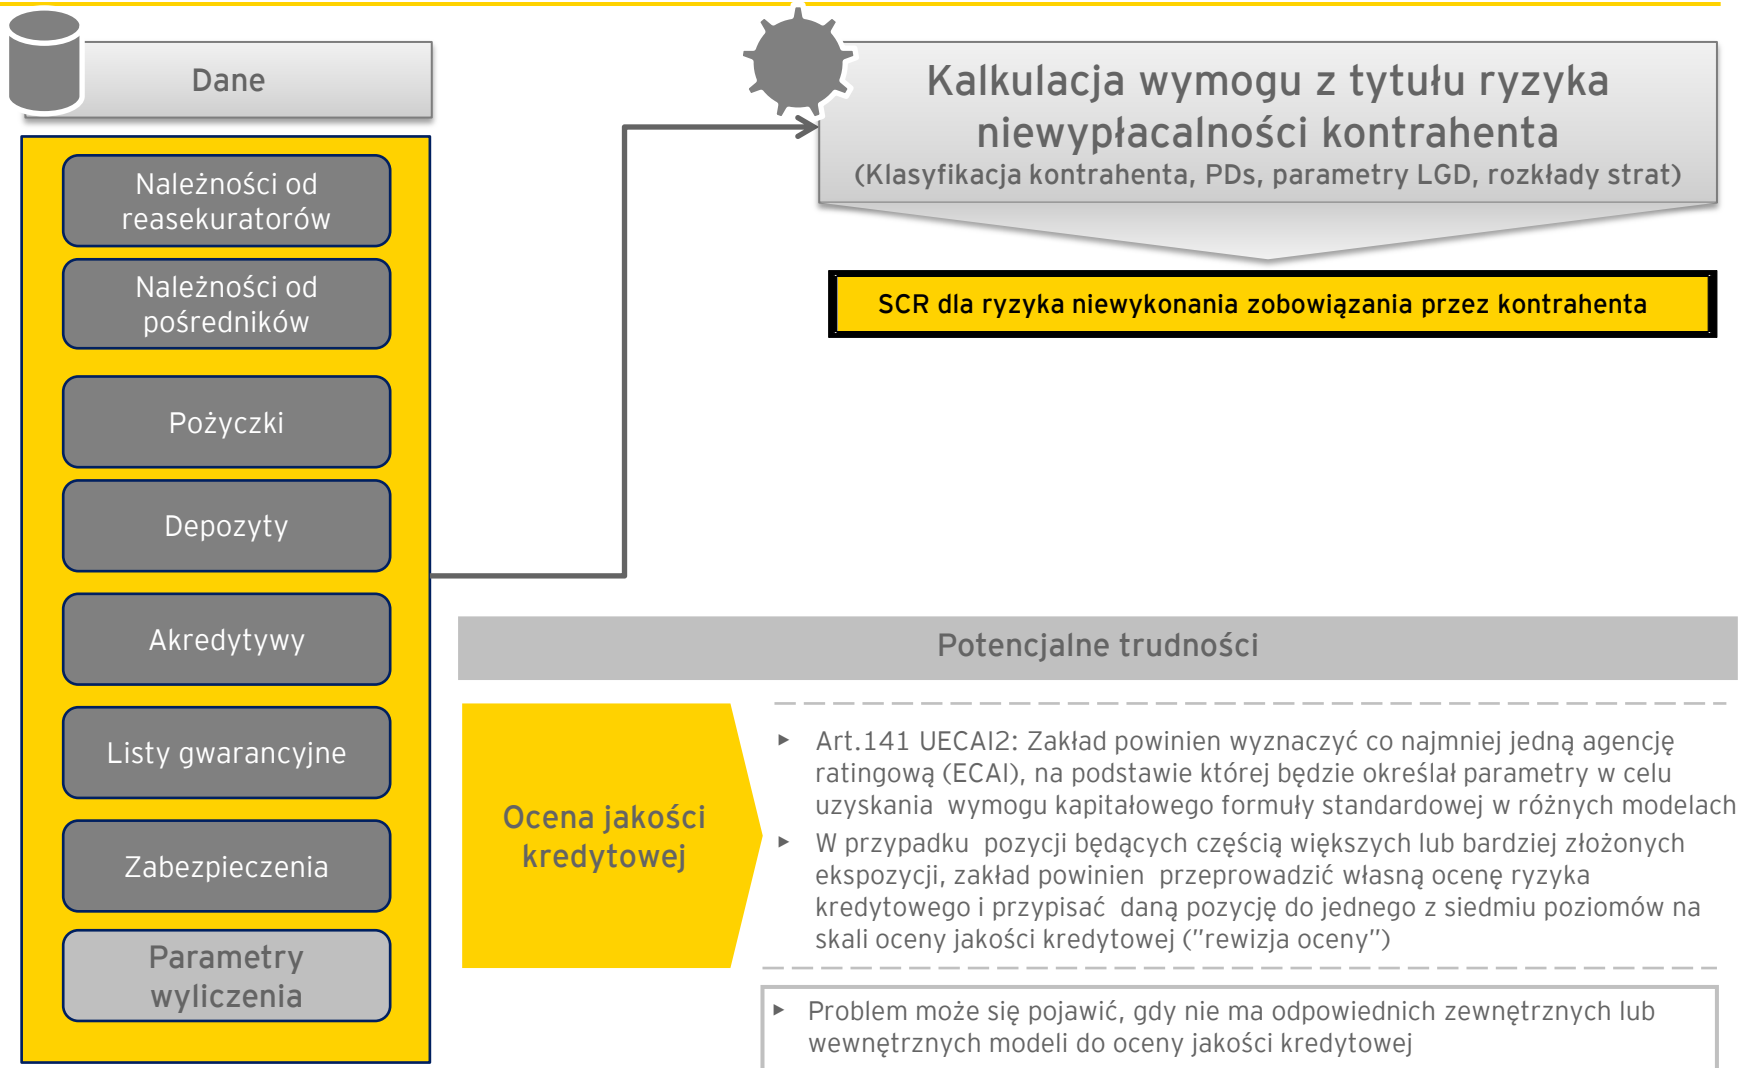 Dane
Należności od
reasekuratorów
Należności od
pośredników
Pożyczki
Depozyty
Akredytywy
Listy gwarancyjne
Zabezpieczenia
Parametry
wyliczenia
Kalkulacja wymogu z tytułu ryzyka
niewypłacalności kontrahenta
(Klasyfikacja kontrahenta, PDs, parametry LGD, rozkłady strat)
SCR dla ryzyka niewykonania zobowiązania przez kontrahenta
Potencjalne trudności
Ocena jakości
kredytowej
► Art.141 UECAI2: Zakład powinien wyznaczyć co najmniej jedną agencję
ratingową (ECAI), na podstawie której będzie określał parametry w celu
uzyskania wymogu kapitałowego formuły standardowej w różnych modelach
► W przypadku pozycji będących częścią większych lub bardziej złożonych
ekspozycji, zakład powinien przeprowadzić własną ocenę ryzyka
kredytowego i przypisać daną pozycję do jednego z siedmiu poziomów na
skali oceny jakości kredytowej (”rewizja oceny”)
► Problem może się pojawić, gdy nie ma odpowiednich zewnętrznych lub
wewnętrznych modeli do oceny jakości kredytowej